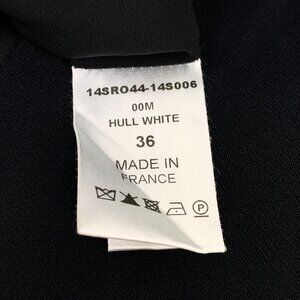 14SRO44-14S006
00M
HULL WHITE
36
MADE IN
FRANCE
P